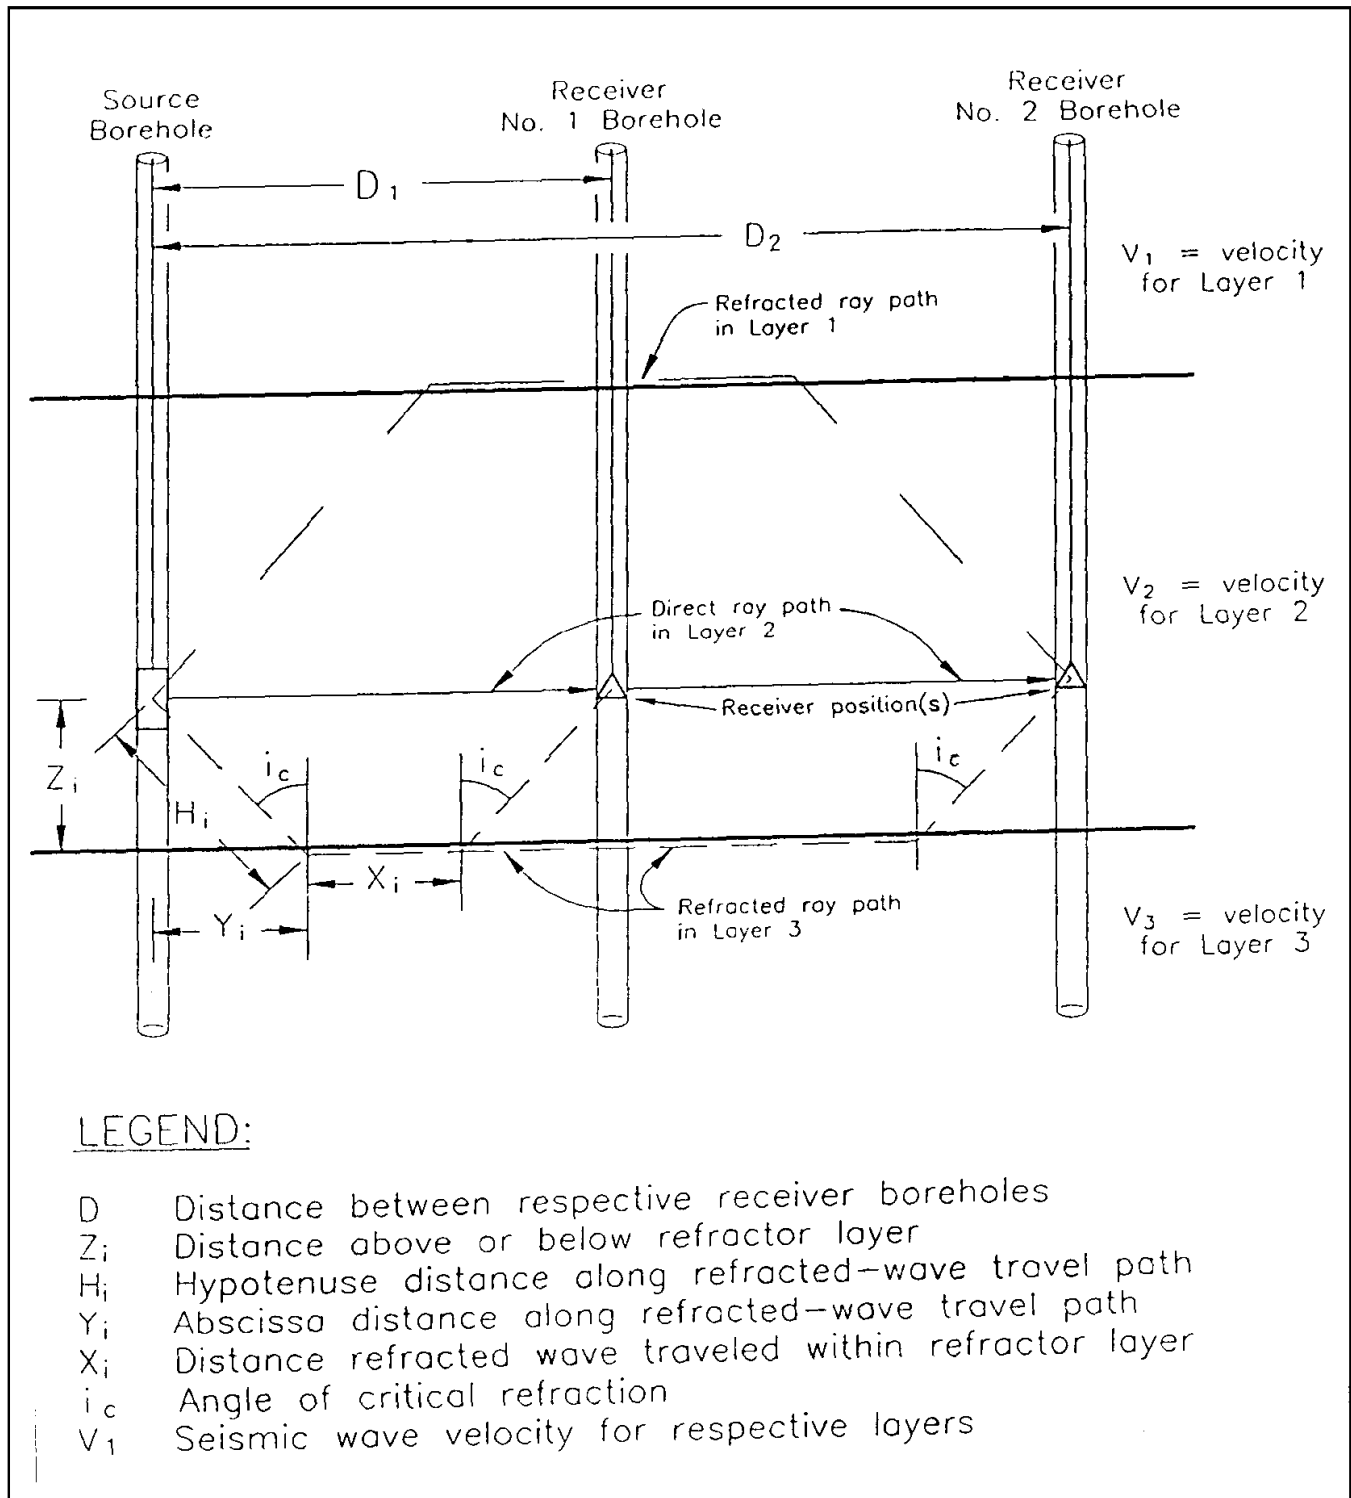 Source
Borehole
Receiver
No. 1 Borehole
Receiver
No. 2 Borehole
D₁
D₂
V₁ = velocity
for Layer 1
Refracted ray path
in Layer 1
V₂ = velocity
for Layer 2
Direct ray path
in Layer 2
Receiver position(s)
Zᵢ
Hᵢ
i_c
i_c
i_c
Xᵢ
Yᵢ
Refracted ray path
in Layer 3
V₃ = velocity
for Layer 3
LEGEND:
D Distance between respective receiver boreholes
Zᵢ Distance above or below refractor layer
Hᵢ Hypotenuse distance along refracted-wave travel path
Yᵢ Abscissa distance along refracted-wave travel path
Xᵢ Distance refracted wave traveled within refractor layer
i_c Angle of critical refraction
V₁ Seismic wave velocity for respective layers